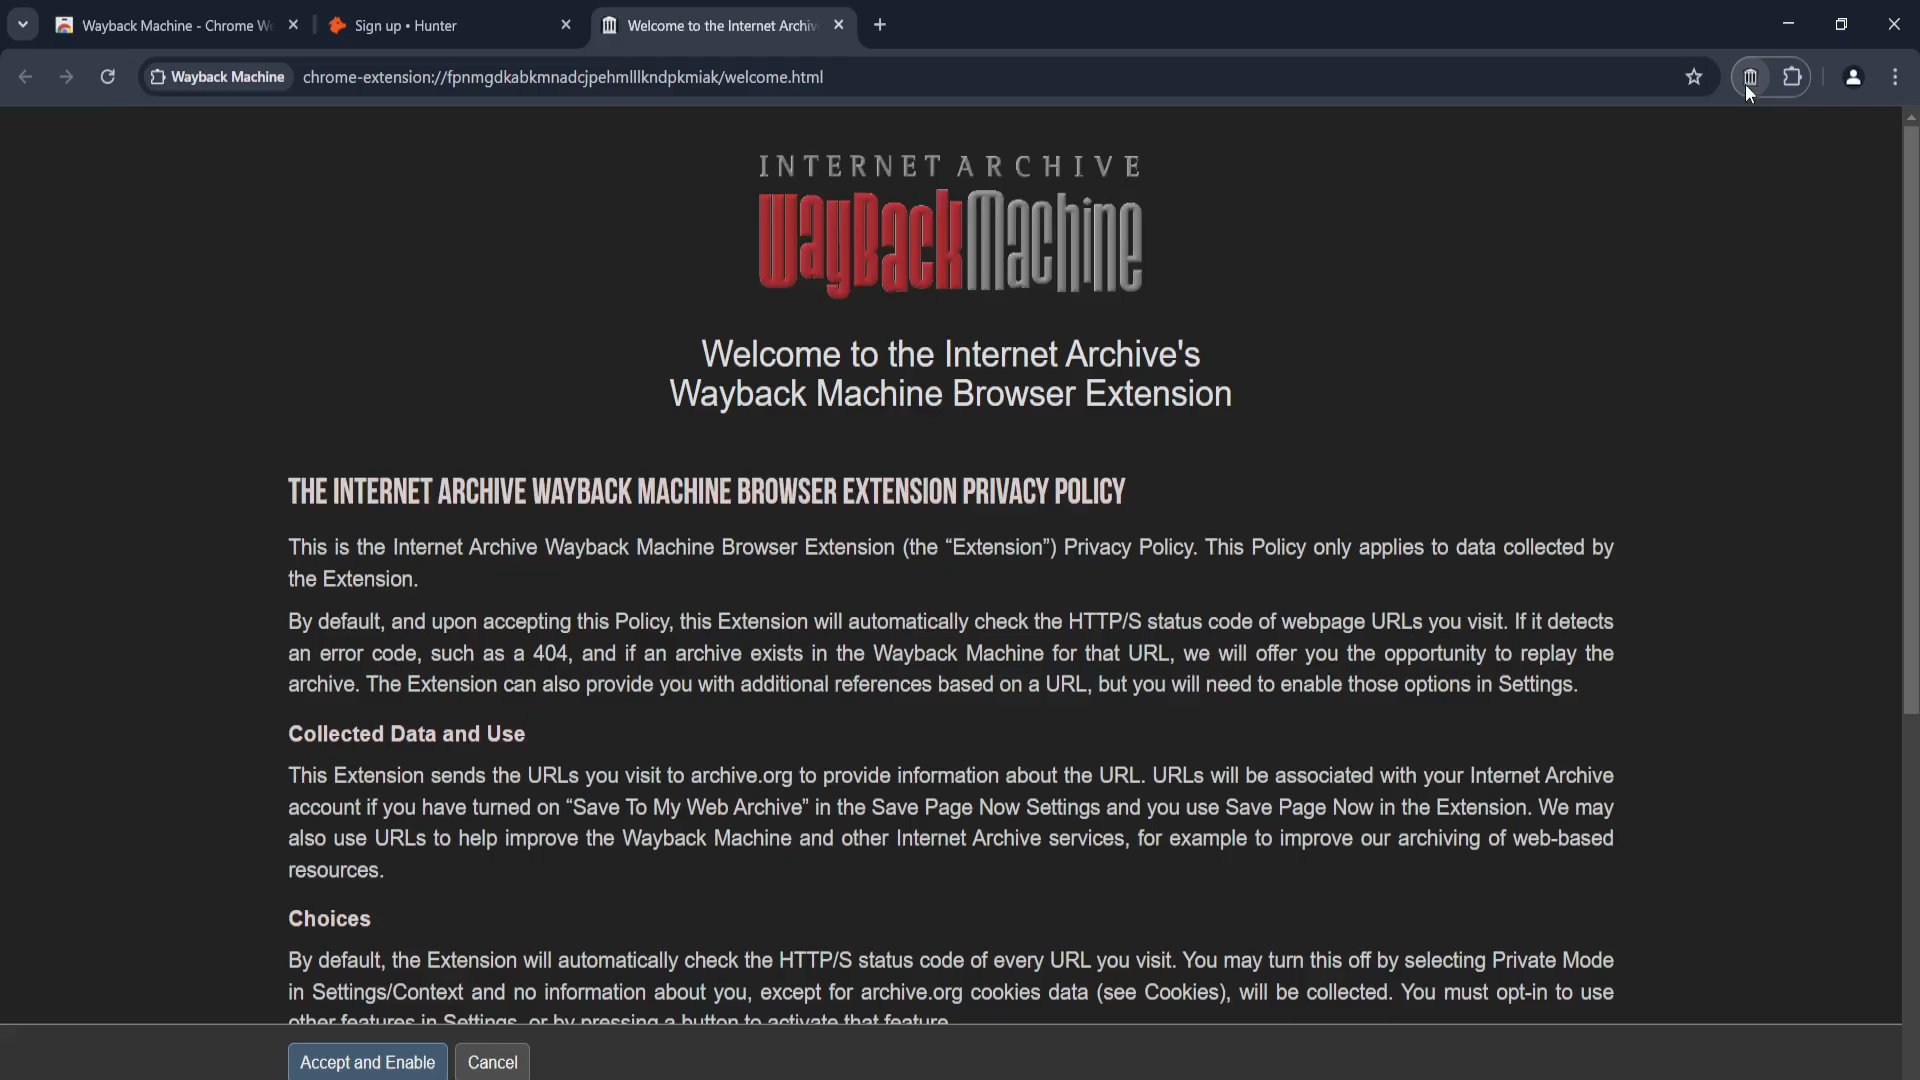 Wayback Machine - Chrome We
Sign up • Hunter
Welcome to the Internet Archiv
Wayback Machine
chrome-extension://fpnmgdkabkmnadcjpehmlllkndpkmiak/welcome.html
INTERNET ARCHIVE
WayBackMachine
Welcome to the Internet Archive's
Wayback Machine Browser Extension
THE INTERNET ARCHIVE WAYBACK MACHINE BROWSER EXTENSION PRIVACY POLICY
This is the Internet Archive Wayback Machine Browser Extension (the “Extension”) Privacy Policy. This Policy only applies to data collected by
the Extension.
By default, and upon accepting this Policy, this Extension will automatically check the HTTP/S status code of webpage URLs you visit. If it detects
an error code, such as a 404, and if an archive exists in the Wayback Machine for that URL, we will offer you the opportunity to replay the
archive. The Extension can also provide you with additional references based on a URL, but you will need to enable those options in Settings.
Collected Data and Use
This Extension sends the URLs you visit to archive.org to provide information about the URL. URLs will be associated with your Internet Archive
account if you have turned on “Save To My Web Archive” in the Save Page Now Settings and you use Save Page Now in the Extension. We may
also use URLs to help improve the Wayback Machine and other Internet Archive services, for example to improve our archiving of web-based
resources.
Choices
By default, the Extension will automatically check the HTTP/S status code of every URL you visit. You may turn this off by selecting Private Mode
in Settings/Context and no information about you, except for archive.org cookies data (see Cookies), will be collected. You must opt-in to use
other features in Settings, or by pressing a button to activate that feature.
Accept and Enable
Cancel